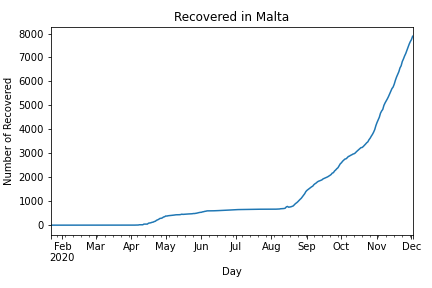 Recovered in Malta
Number of Recovered
8000
7000
6000
5000
4000
3000
2000
1000
0
Feb Mar Apr May Jun Jul Aug Sep Oct Nov Dec
2020
Day